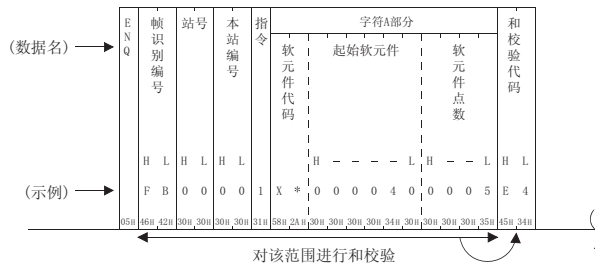 ENQ 帧识别编号 站号 本站编号 指令 字符A部分 和校验代码
(数据名) 软元件代码 起始软元件 软元件点数
H L H L H L H - - - L H - - L H L
(示例) F B 0 0 0 0 1 X * 0 0 0 0 4 0 0 0 0 5 E 4
05H 46H 42H 30H 30H 30H 30H 31H 58H 2AH 30H 30H 30H 30H 34H 30H 30H 30H 30H 35H 45H 34H
对该范围进行和校验